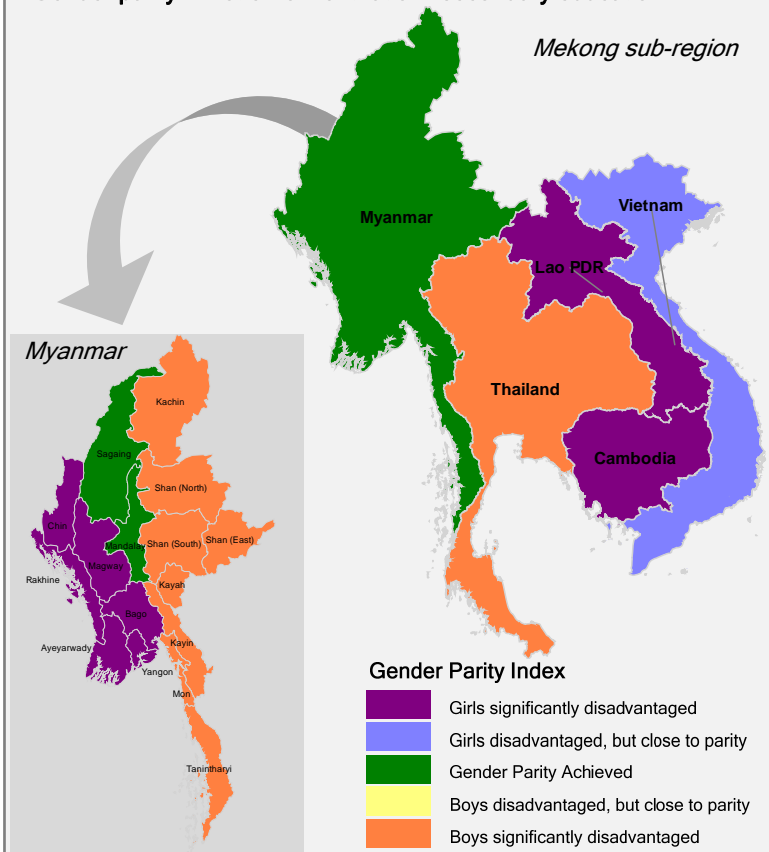 Mekong sub-region
Myanmar
Vietnam
Lao PDR
Thailand
Cambodia
Myanmar
Kachin
Sagaing
Shan (North)
Chin
Mandalay
Shan (South)
Shan (East)
Magway
Rakhine
Kayah
Bago
Kayin
Ayeyarwady
Yangon
Mon
Tanintharyi
Gender Parity Index
Girls significantly disadvantaged
Girls disadvantaged, but close to parity
Gender Parity Achieved
Boys disadvantaged, but close to parity
Boys significantly disadvantaged